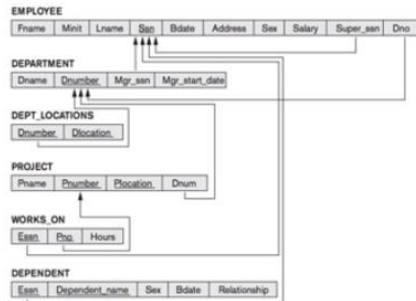 EMPLOYEE
Fname Minit Lname Ssn Bdate Address Sex Salary Super_ssn Dno
DEPARTMENT
Dname Dnumber Mgr_ssn Mgr_start_date
DEPT_LOCATIONS
Dnumber Dlocation
PROJECT
Pname Pnumber Plocation Dnum
WORKS_ON
Essn Pno Hours
DEPENDENT
Essn Dependent_name Sex Bdate Relationship